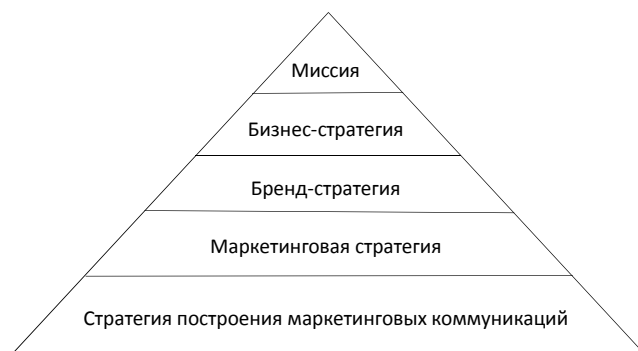 Миссия
Бизнес-стратегия
Бренд-стратегия
Маркетинговая стратегия
Стратегия построения маркетинговых коммуникаций